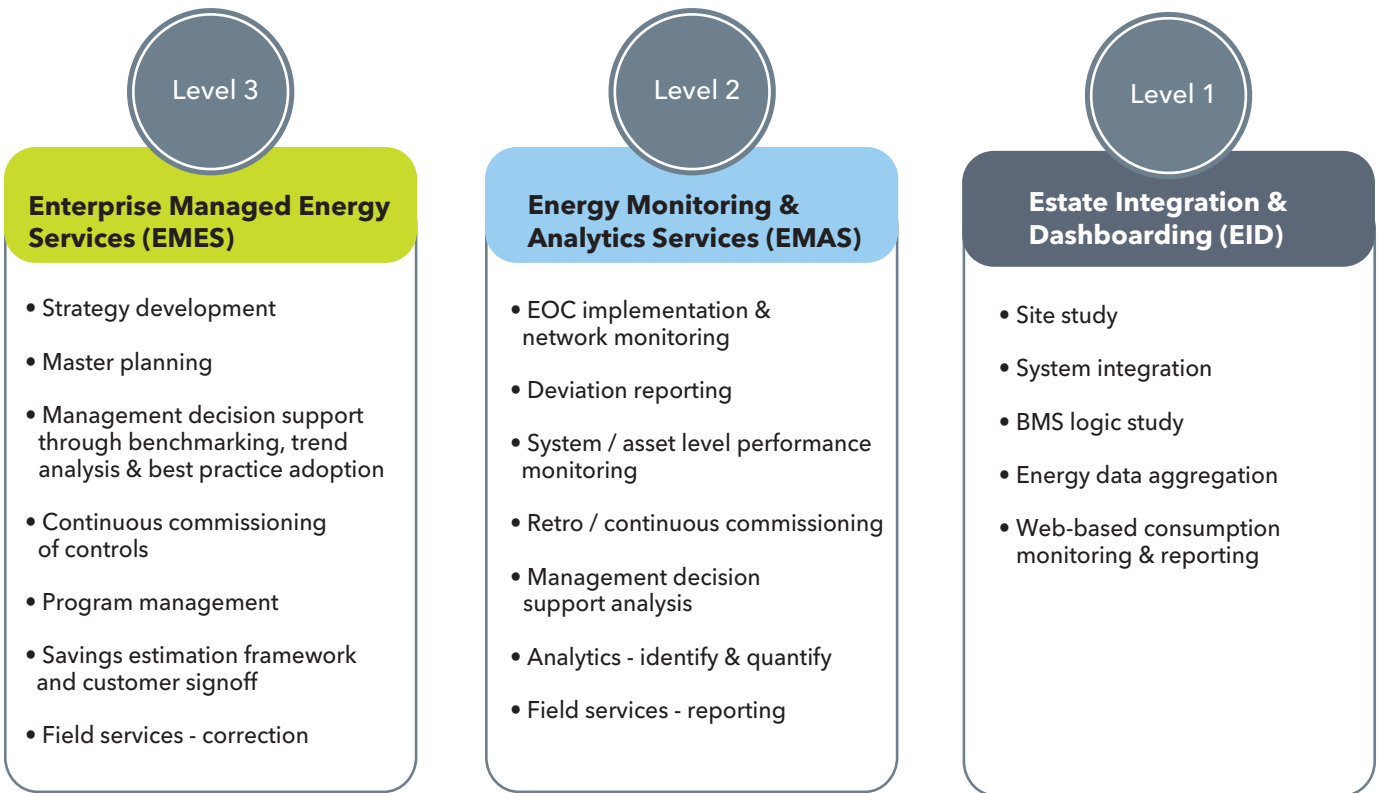 Level 3
Enterprise Managed Energy
Services (EMES)
• Strategy development
• Master planning
• Management decision support
through benchmarking, trend
analysis & best practice adoption
• Continuous commissioning
of controls
• Program management
• Savings estimation framework
and customer signoff
• Field services - correction
Level 2
Energy Monitoring &
Analytics Services (EMAS)
• EOC implementation &
network monitoring
• Deviation reporting
• System / asset level performance
monitoring
• Retro / continuous commissioning
• Management decision
support analysis
• Analytics - identify & quantify
• Field services - reporting
Level 1
Estate Integration &
Dashboarding (EID)
• Site study
• System integration
• BMS logic study
• Energy data aggregation
• Web-based consumption
monitoring & reporting